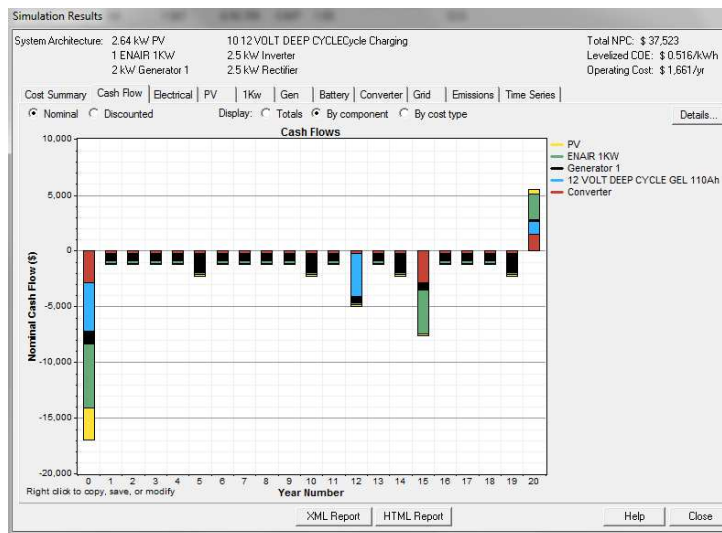 Simulation Results
System Architecture: 2.64 kW PV 10 12 VOLT DEEP CYCLECycle Charging Total NPC: $ 37,523
1 ENAIR 1KW 2.5 kW Inverter Levelized COE: $ 0.516/kWh
2 kW Generator 1 2.5 kW Rectifier Operating Cost: $ 1,661/yr
Cost Summary Cash Flow Electrical PV 1Kw Gen Battery Converter Grid Emissions Time Series
Nominal Discounted Display: Totals By component By cost type Details...
Cash Flows
10,000
5,000
0
-5,000
-10,000
-15,000
-20,000
Nominal Cash Flow ($)
PV
ENAIR 1KW
Generator 1
12 VOLT DEEP CYCLE GEL 110Ah
Converter
0 1 2 3 4 5 6 7 8 9 10 11 12 13 14 15 16 17 18 19 20
Right click to copy, save, or modify Year Number
XML Report HTML Report Help Close